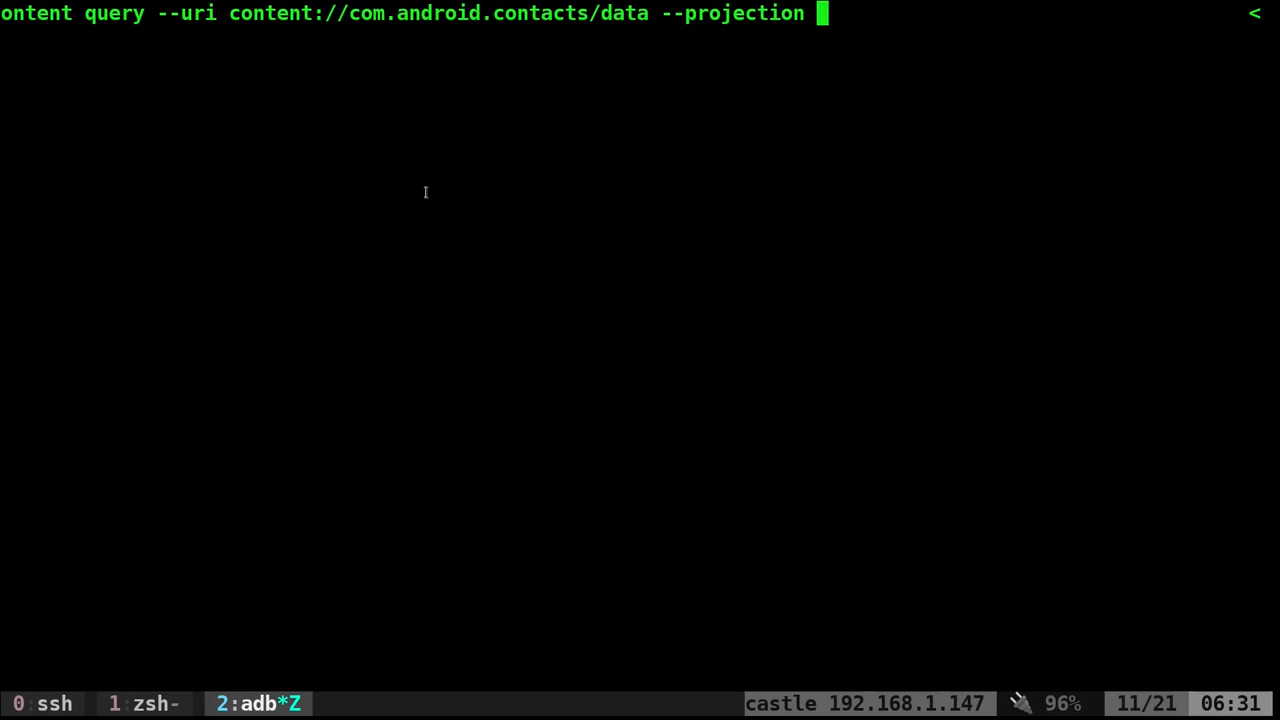 ontent query --uri content://com.android.contacts/data --projection <
0:ssh 1:zsh- 2:adb*Z castle 192.168.1.147 96% 11/21 06:31